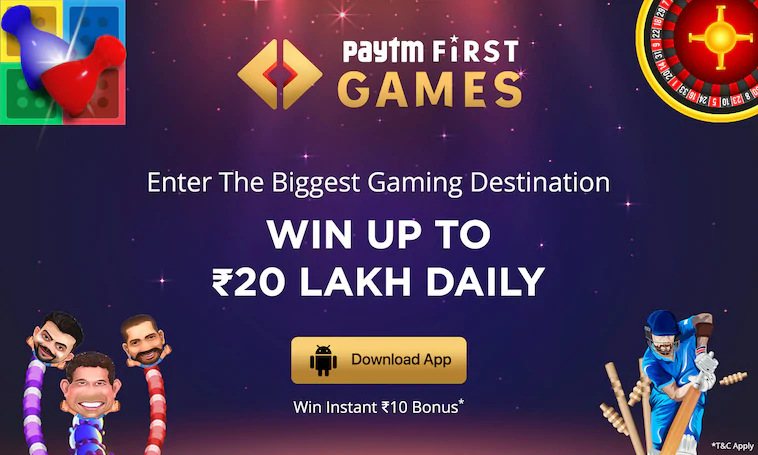 PAYTM FiRST
GAMES
Enter The Biggest Gaming Destination
WIN UP TO
₹20 LAKH DAILY
Download App
Win Instant ₹10 Bonus*
*T&C Apply